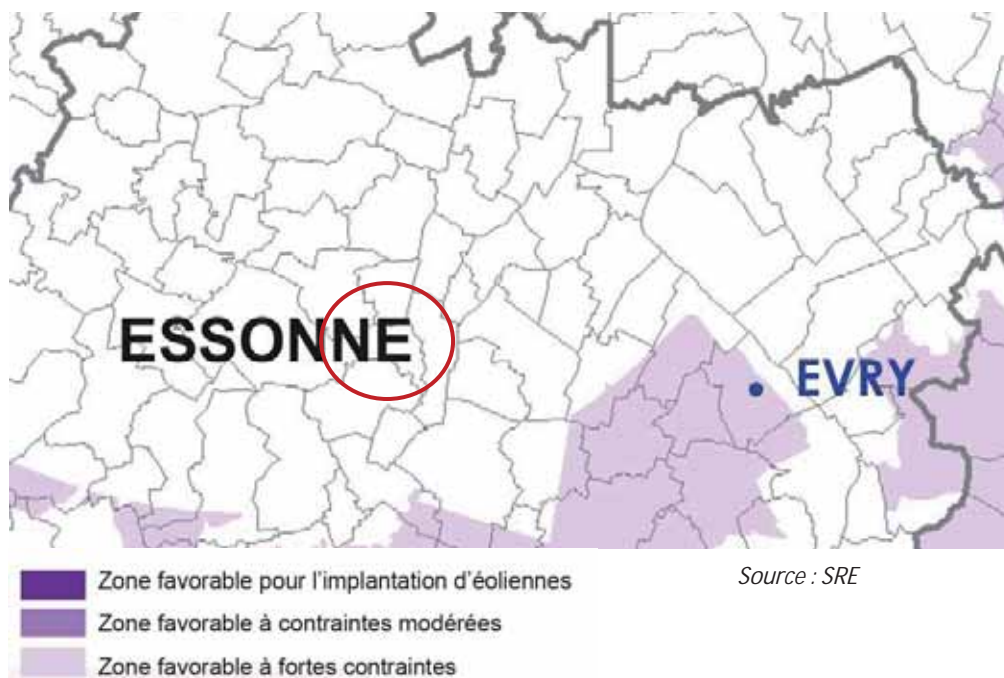 ESSONNE
EVRY
Source : SRE
Zone favorable pour l'implantation d'éoliennes
Zone favorable à contraintes modérées
Zone favorable à fortes contraintes